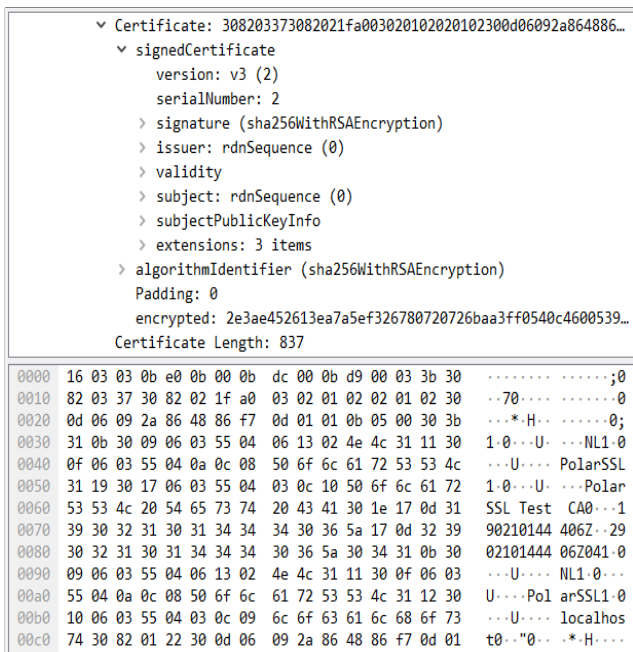 Certificate: 308203373082021fa003020102020102300d06092a864886…
signedCertificate
version: v3 (2)
serialNumber: 2
signature (sha256WithRSAEncryption)
issuer: rdnSequence (0)
validity
subject: rdnSequence (0)
subjectPublicKeyInfo
extensions: 3 items
algorithmIdentifier (sha256WithRSAEncryption)
Padding: 0
encrypted: 2e3ae452613ea7a5ef326780720726baa3ff0540c4600539…
Certificate Length: 837
0000 16 03 03 0b e0 0b 00 0b dc 00 0b d9 00 03 3b 30 ········ ······;0
0010 82 03 37 30 82 02 1f a0 03 02 01 02 02 01 02 30 ··70···· ·······0
0020 0d 06 09 2a 86 48 86 f7 0d 01 01 0b 05 00 30 3b ···*·H·· ······0;
0030 31 0b 30 09 06 03 55 04 06 13 02 4e 4c 31 11 30 1·0···U· ···NL1·0
0040 0f 06 03 55 04 0a 0c 08 50 6f 6c 61 72 53 53 4c ···U···· PolarSSL
0050 31 19 30 17 06 03 55 04 03 0c 10 50 6f 6c 61 72 1·0···U· ···Polar
0060 53 53 4c 20 54 65 73 74 20 43 41 30 1e 17 0d 31 SSL Test CA0···1
0070 39 30 32 31 30 31 34 34 34 30 36 5a 17 0d 32 39 90210144 406Z··29
0080 30 32 31 30 31 34 34 34 30 36 5a 30 34 31 0b 30 02101444 06Z041·0
0090 09 06 03 55 04 06 13 02 4e 4c 31 11 30 0f 06 03 ···U···· NL1·0···
00a0 55 04 0a 0c 08 50 6f 6c 61 72 53 53 4c 31 12 30 U····Pol arSSL1·0
00b0 10 06 03 55 04 03 0c 09 6c 6f 63 61 6c 68 6f 73 ···U···· localhos
00c0 74 30 82 01 22 30 0d 06 09 2a 86 48 86 f7 0d 01 t0··"0·· ·*·H····